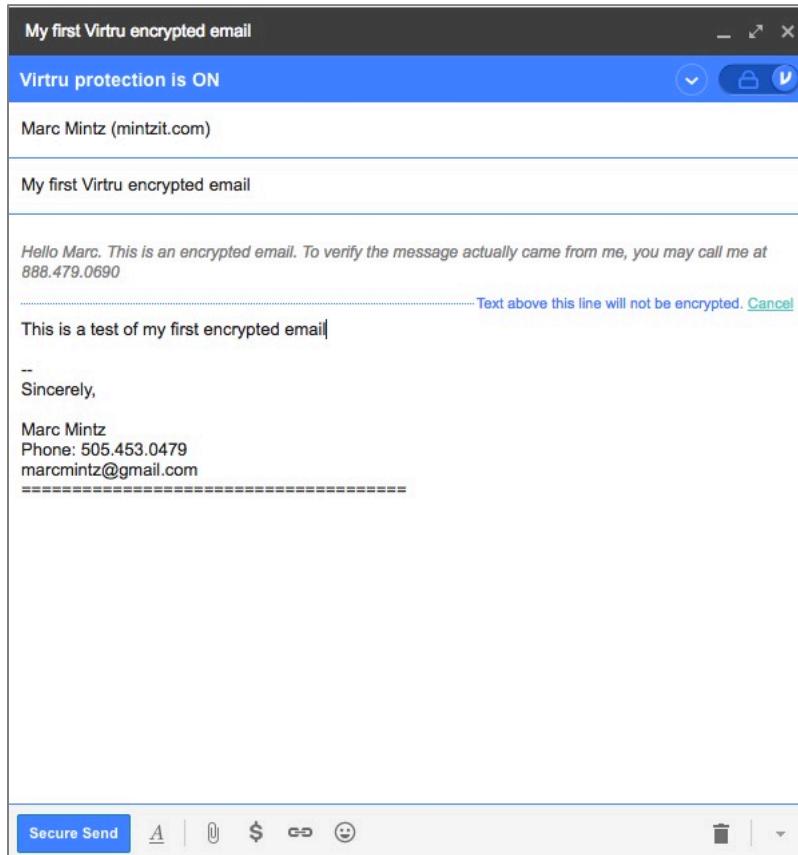 My first Virtru encrypted email
Virtru protection is ON
Marc Mintz (mintzit.com)
My first Virtru encrypted email
Hello Marc. This is an encrypted email. To verify the message actually came from me, you may call me at
888.479.0690
Text above this line will not be encrypted. Cancel
This is a test of my first encrypted email
--
Sincerely,
Marc Mintz
Phone: 505.453.0479
marcmintz@gmail.com
======================================
Secure Send A $